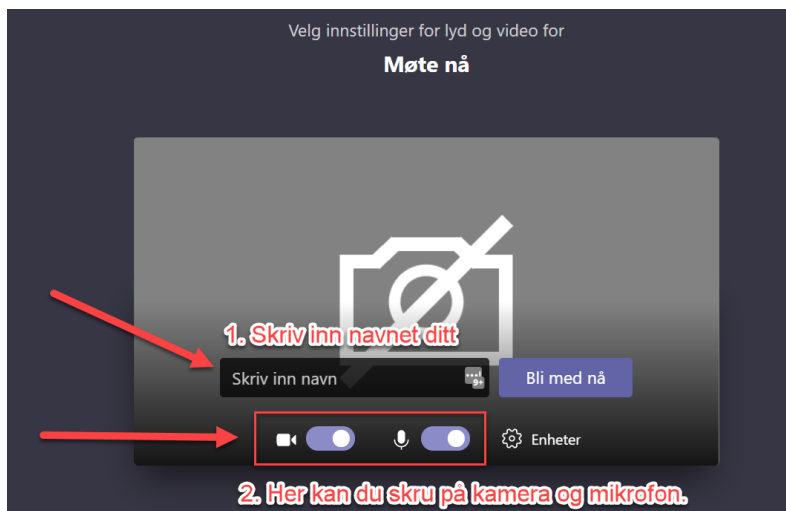 Velg innstillinger for lyd og video for
Møte nå
1. Skriv inn navnet ditt
Skriv inn navn
9+
Bli med nå
Enheter
2. Her kan du skru på kamera og mikrofon.